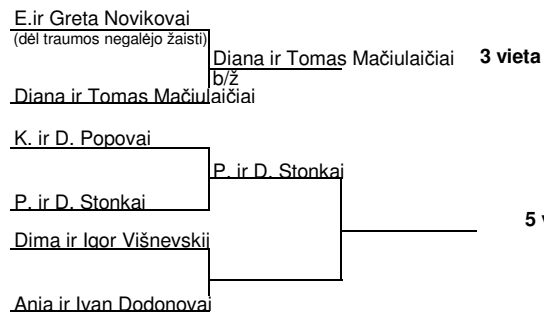 E.ir Greta Novikovai
(dėl traumos negalėjo žaisti)
Diana ir Tomas Mačiulaičiai 3 vieta
b/ž
Diana ir Tomas Mačiulaičiai
K. ir D. Popovai
P. ir D. Stonkai
P. ir D. Stonkai
5
Dima ir Igor Višnevskij
Ania ir Ivan Dodonovai